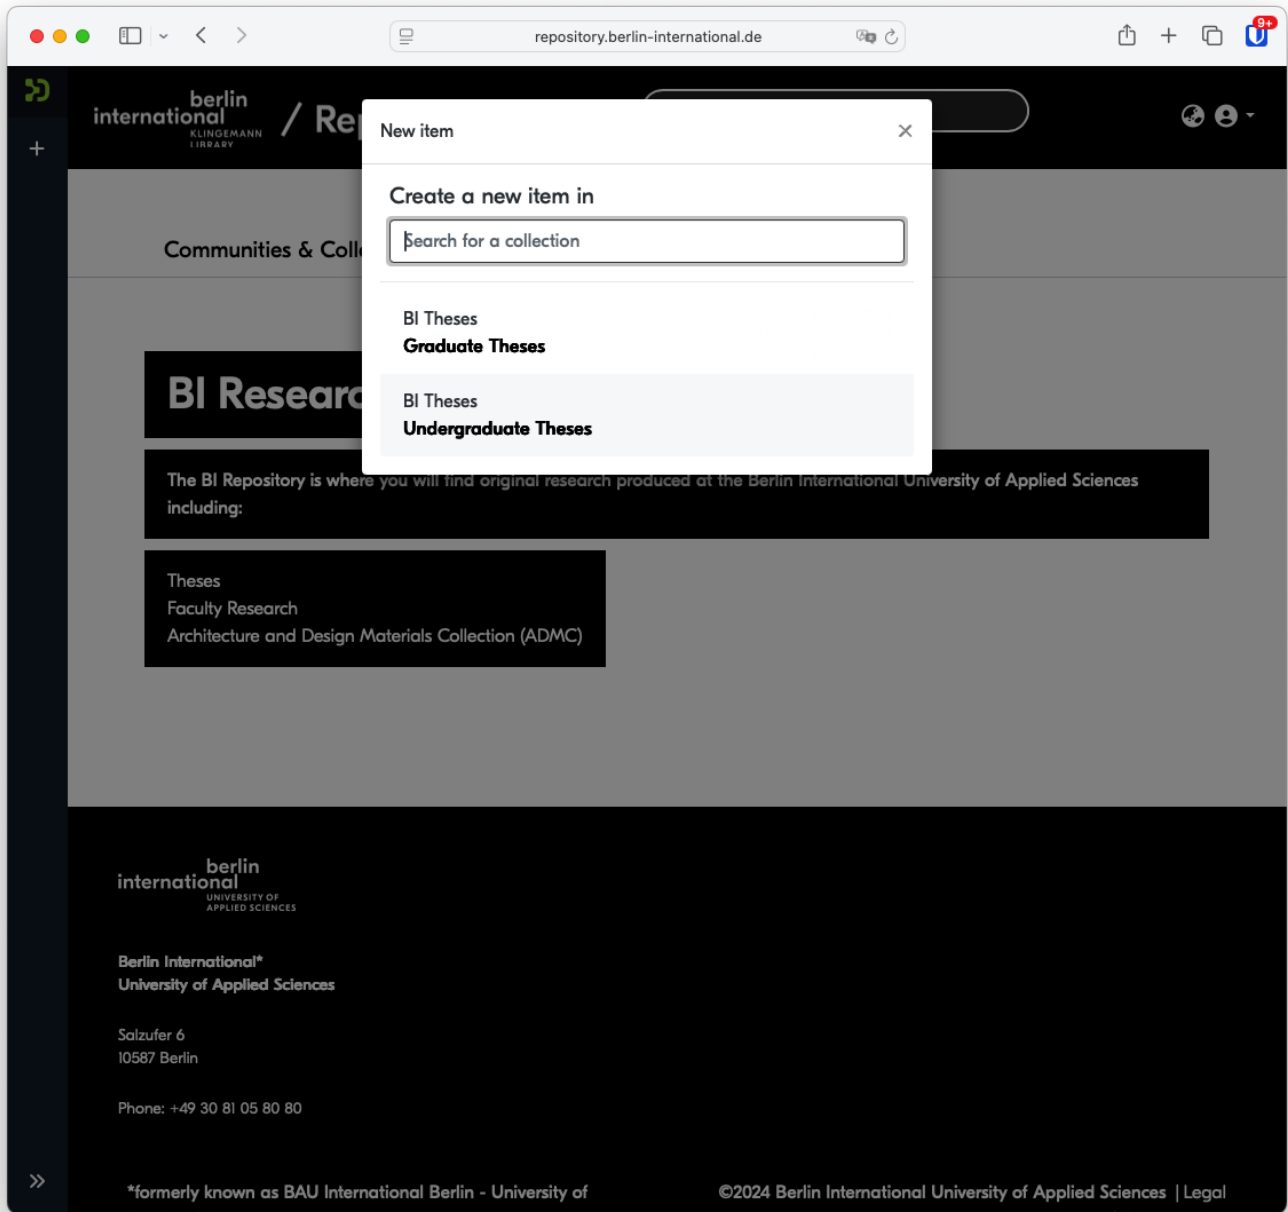 repository.berlin-international.de
9+
berlin
international
KLINGEMANN
LIBRARY
/ Re
New item
Create a new item in
Search for a collection
Communities & Coll
BI Theses
Graduate Theses
BI Theses
Undergraduate Theses
BI Researc
The BI Repository is where you will find original research produced at the Berlin International University of Applied Sciences
including:
Theses
Faculty Research
Architecture and Design Materials Collection (ADMC)
berlin
international
UNIVERSITY OF
APPLIED SCIENCES
Berlin International*
University of Applied Sciences
Salzufer 6
10587 Berlin
Phone: +49 30 81 05 80 80
*formerly known as BAU International Berlin - University of
©2024 Berlin International University of Applied Sciences | Legal